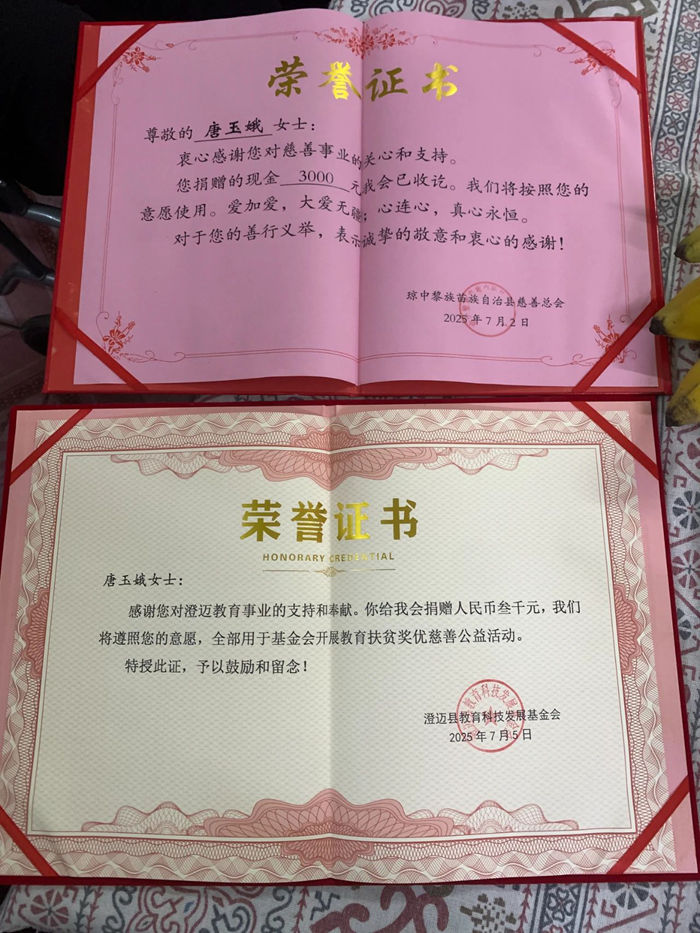 荣誉证书
尊敬的 唐玉娥 女士：
衷心感谢您对慈善事业的关心和支持。
您捐赠的现金 3000 元我会已收讫。我们将按照您的
意愿使用。爱加爱，大爱无疆；心连心，真心永恒。
对于您的善行义举，表示诚挚的敬意和衷心的感谢！
琼中黎族苗族自治县慈善总会
2025年7月2日
荣誉证书
HONORARY CREDENTIAL
唐玉娥女士：
感谢您对澄迈教育事业的支持和奉献。你给我会捐赠人民币叁千元，我们
将遵照您的意愿，全部用于基金会开展教育扶贫奖优慈善公益活动。
特授此证，予以鼓励和留念！
澄迈县教育科技发展基金会
2025年7月5日